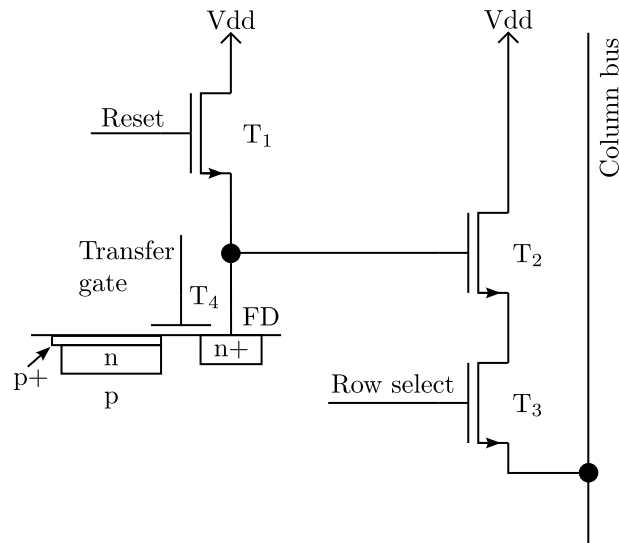 Vdd
Vdd
Column bus
Reset
T1
Transfer
gate
T2
T4
FD
n+
n
p+
p
Row select
T3